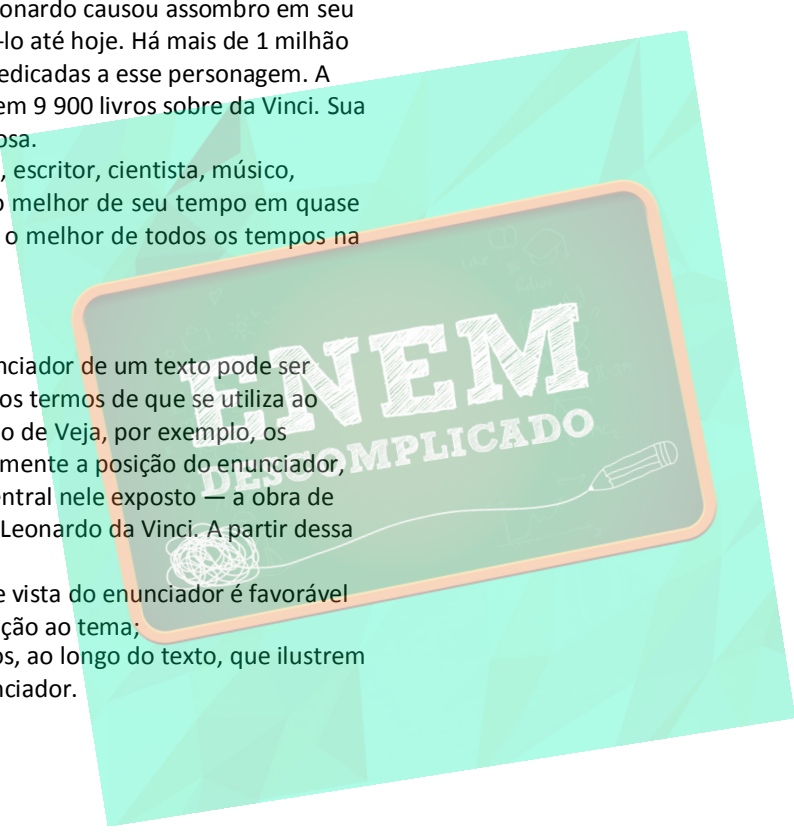 onardo causou assombro em seu
-lo até hoje. Há mais de 1 milhão
edicadas a esse personagem. A
em 9 900 livros sobre da Vinci. Sua
osa.
, escritor, cientista, músico,
o melhor de seu tempo em quase
o melhor de todos os tempos na
nciador de um texto pode ser
os termos de que se utiliza ao
o de Veja, por exemplo, os
mente a posição do enunciador,
entral nele exposto — a obra de
Leonardo da Vinci. A partir dessa
e vista do enunciador é favorável
ção ao tema;
os, ao longo do texto, que ilustrem
nciador.
ENEM
DESCOMPLICADO